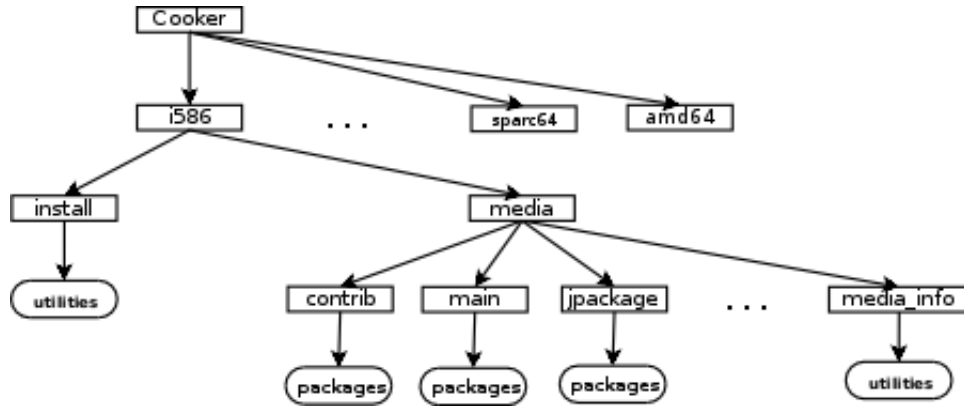 Cooker
i586
. . .
sparc64
amd64
install
media
utilities
contrib
main
jpackage
. . .
media_info
packages
packages
packages
utilities